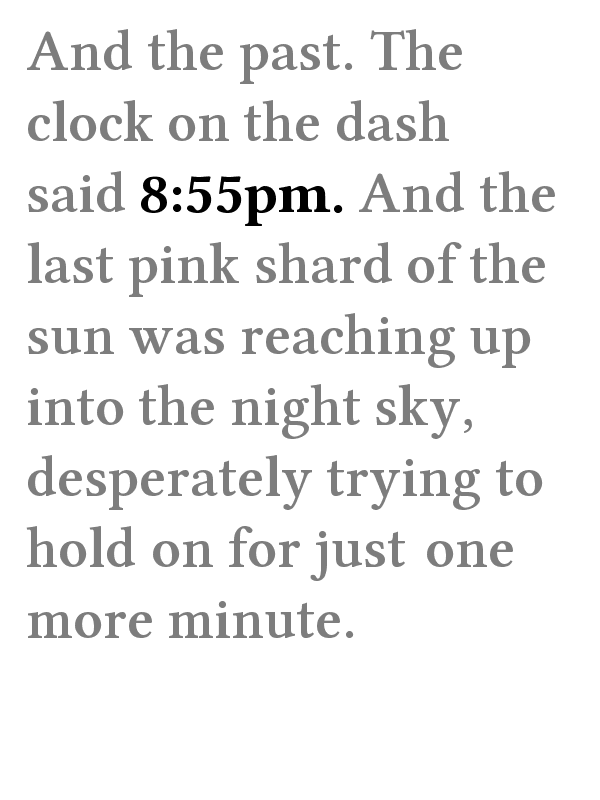 And the past. The
clock on the dash
said 8:55pm. And the
last pink shard of the
sun was reaching up
into the night sky,
desperately trying to
hold on for just one
more minute.